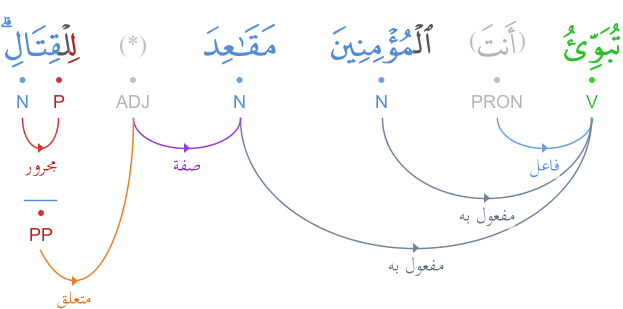 تُبَوِّئُ (أَنتَ) ٱلْمُؤْمِنِينَ مَقَـٰعِدَ (*) لِلْقِتَالِ ۗ
V PRON N N ADJ P N
فاعل صفة مجرور
مفعول به
PP
مفعول به
متعلق